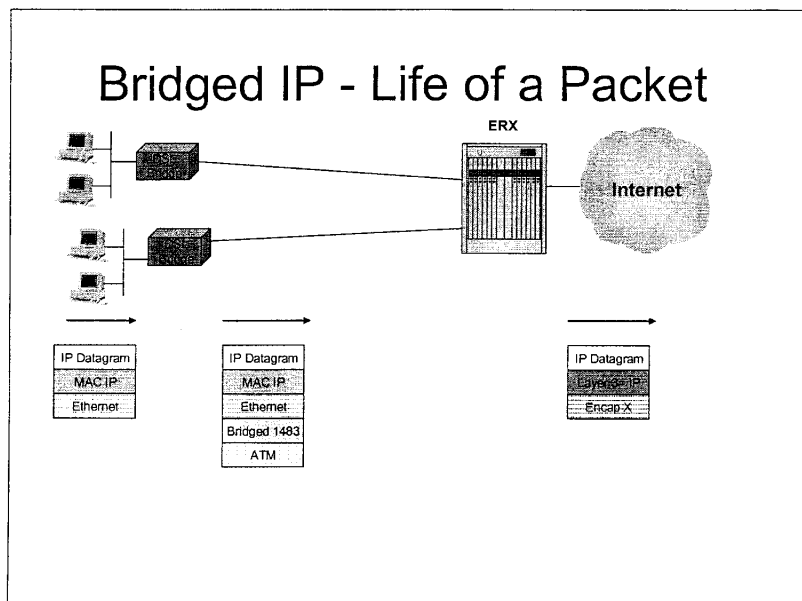 Bridged IP - Life of a Packet
ERX
Internet
IP Datagram
MAC IP
Ethernet
IP Datagram
MAC IP
Ethernet
Bridged 1483
ATM
IP Datagram
IP
Encap X